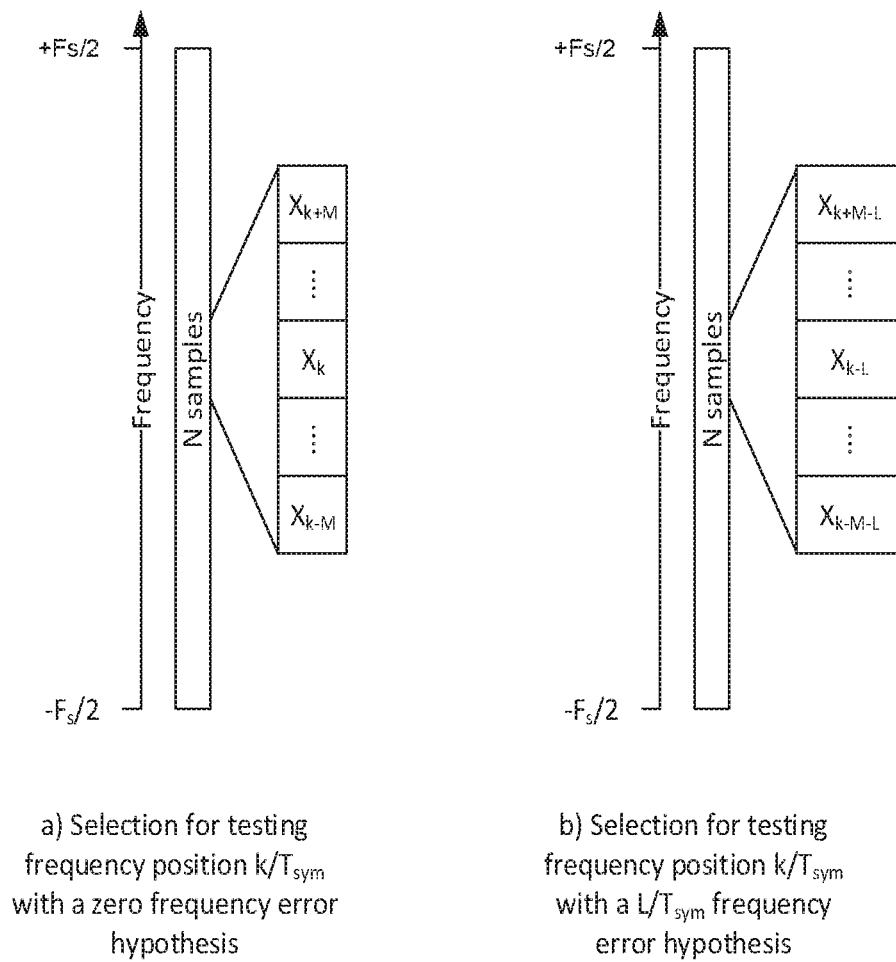 +Fs/2
Frequency
N samples
X_{k+M}
⋮
X_k
⋮
X_{k-M}
-F_s/2
a) Selection for testing
frequency position k/T_{sym}
with a zero frequency error
hypothesis
+Fs/2
Frequency
N samples
X_{k+M-L}
⋮
X_{k-L}
⋮
X_{k-M-L}
-F_s/2
b) Selection for testing
frequency position k/T_{sym}
with a L/T_{sym} frequency
error hypothesis